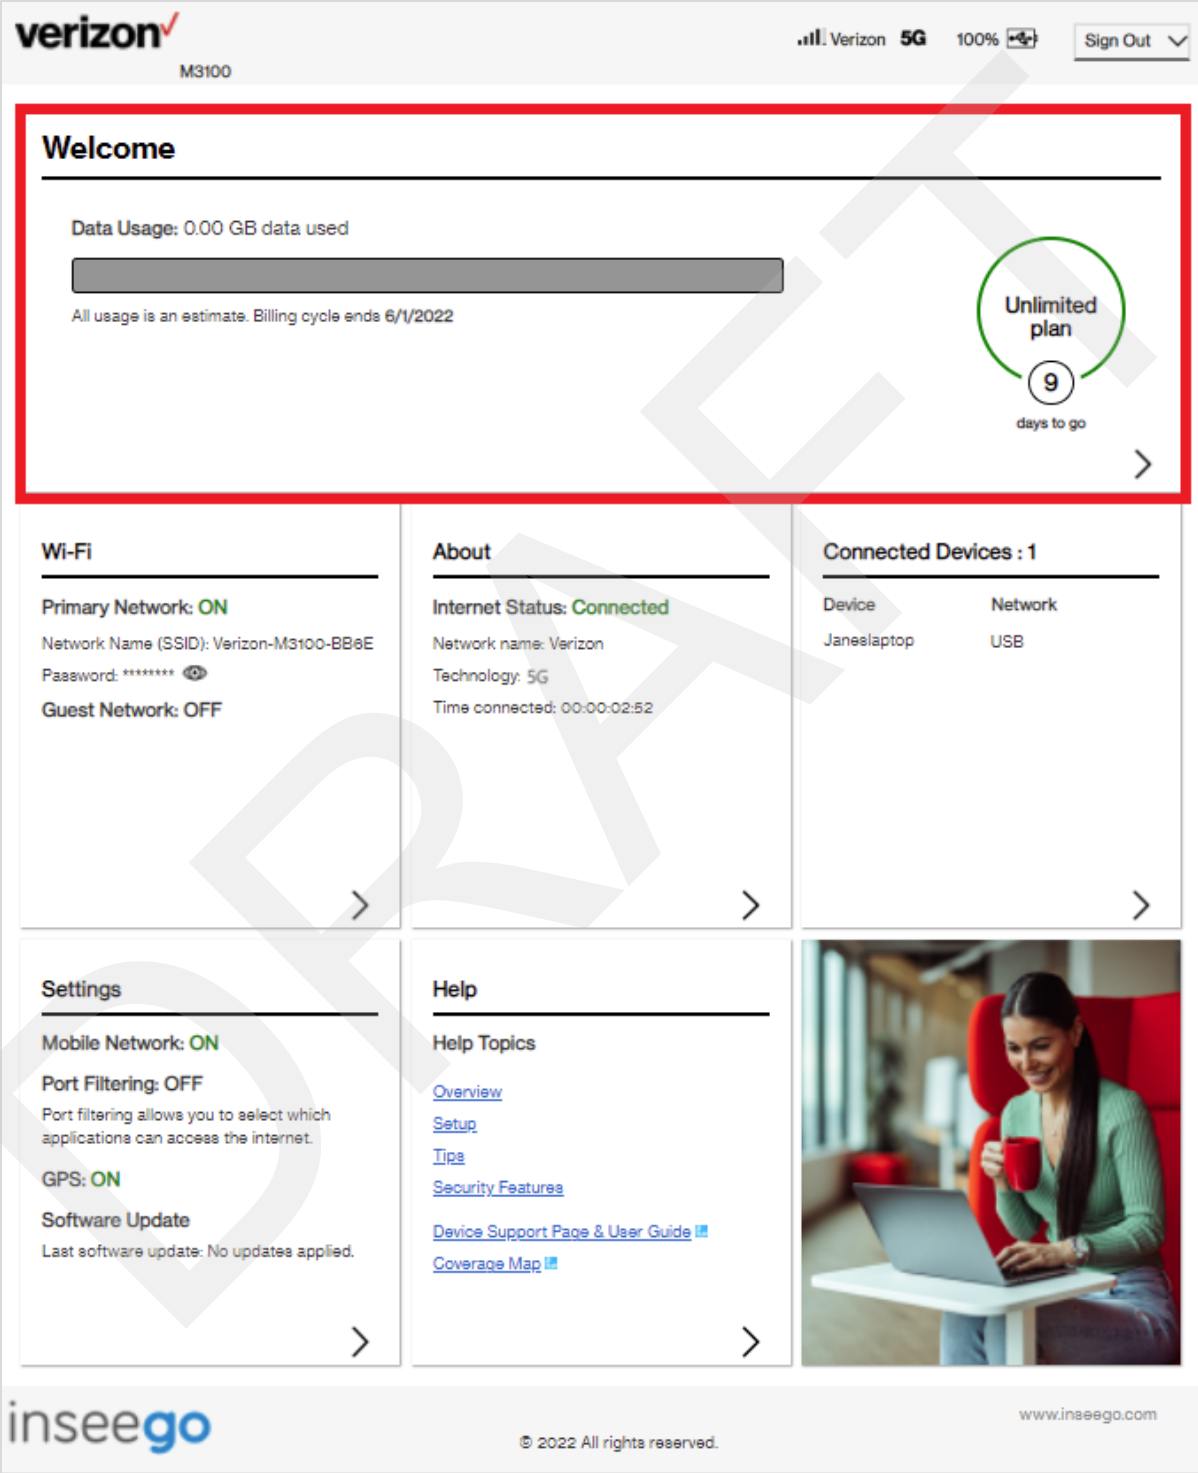 verizon
M3100
Verizon 5G 100% Sign Out
Welcome
Data Usage: 0.00 GB data used
All usage is an estimate. Billing cycle ends 6/1/2022
Unlimited
plan
9
days to go
Wi-Fi
Primary Network: ON
Network Name (SSID): Verizon-M3100-BB6E
Password: ********
Guest Network: OFF
About
Internet Status: Connected
Network name: Verizon
Technology: 5G
Time connected: 00:00:02:52
Connected Devices : 1
Device Network
Janeslaptop USB
Settings
Mobile Network: ON
Port Filtering: OFF
Port filtering allows you to select which
applications can access the internet.
GPS: ON
Software Update
Last software update: No updates applied.
Help
Help Topics
Overview
Setup
Tips
Security Features
Device Support Page & User Guide
Coverage Map
inseego
© 2022 All rights reserved.
www.inseego.com
DRAFT